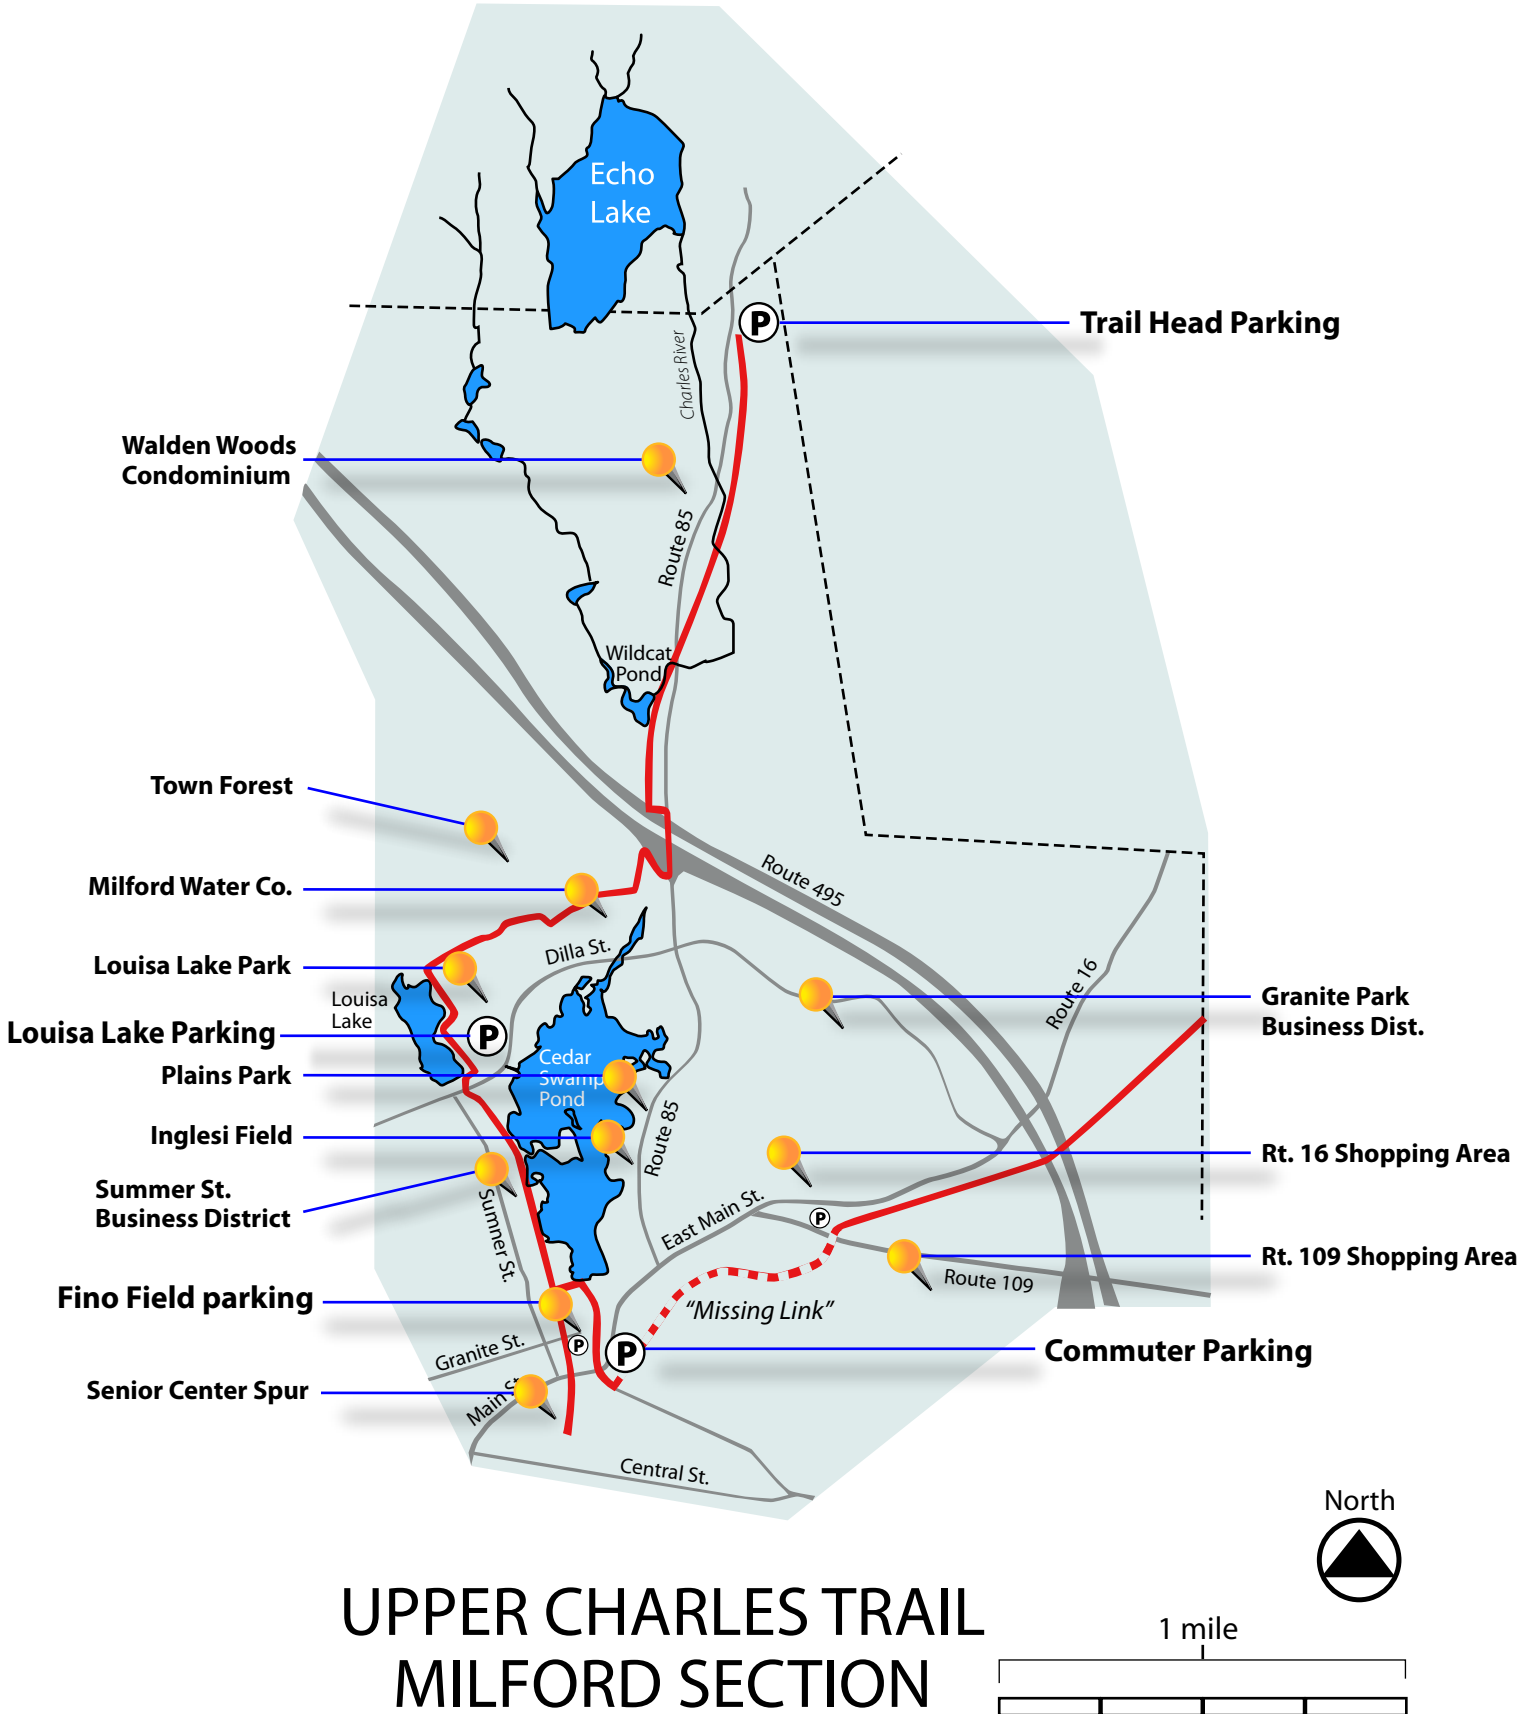 Echo
Lake
P
Trail Head Parking
Charles River
Walden Woods
Condominium
Route 85
Wildcat
Pond
Town Forest
Milford Water Co.
Route 495
Dilla St.
Louisa Lake Park
Route 16
Louisa
Lake
Granite Park
Business Dist.
Louisa Lake Parking
P
Cedar
Swamp
Pond
Plains Park
Inglesi Field
Route 85
Rt. 16 Shopping Area
Summer St.
Business District
Summer St.
East Main St.
P
Rt. 109 Shopping Area
Route 109
Fino Field parking
"Missing Link"
Granite St.
P
P
Commuter Parking
Senior Center Spur
Main St
Central St.
North
UPPER CHARLES TRAIL
MILFORD SECTION
1 mile